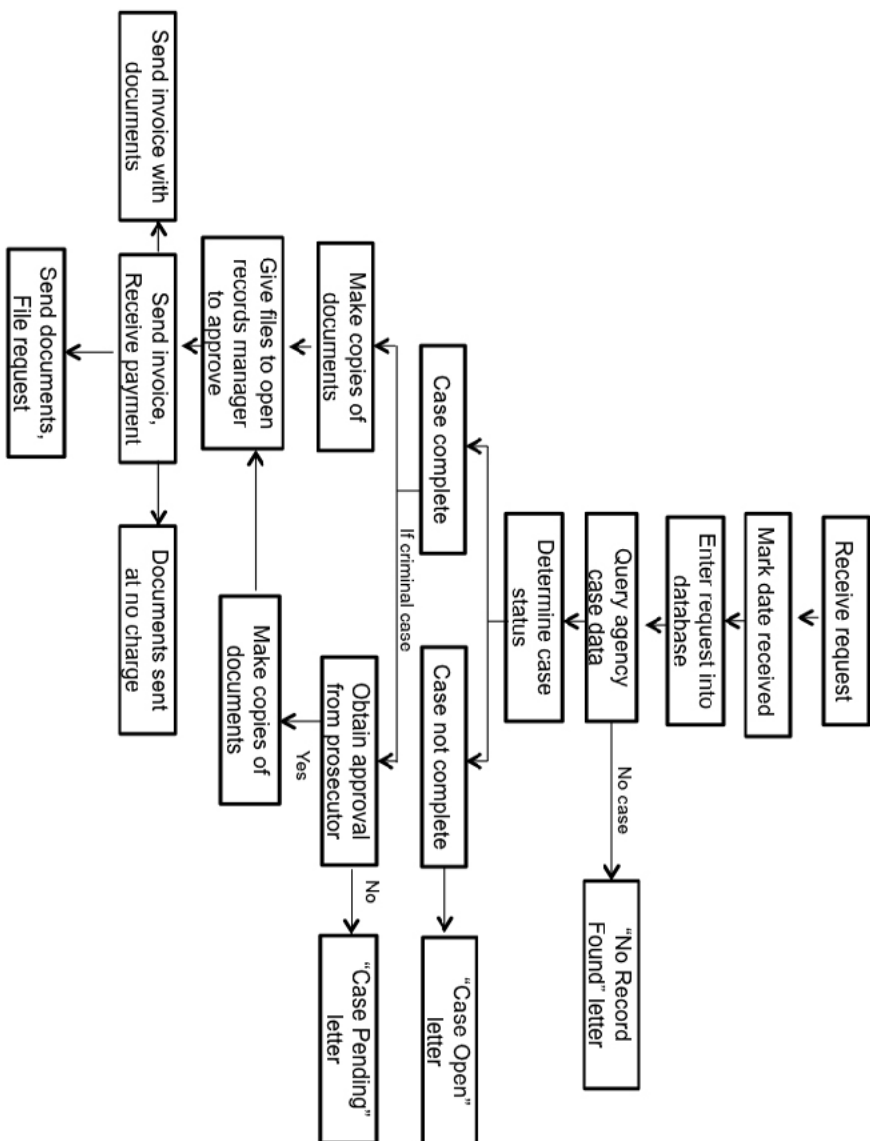 Receive request
Mark date received
Enter request into
database
Query agency
case data
No case
“No Record
Found” letter
Determine case
status
Case complete
Case not complete
“Case Open”
letter
If criminal case
Make copies of
documents
Obtain approval
from prosecutor
No
“Case Pending”
letter
Yes
Give files to open
records manager
to approve
Make copies of
documents
Send invoice with
documents
Send invoice,
Receive payment
Documents sent
at no charge
Send documents,
File request